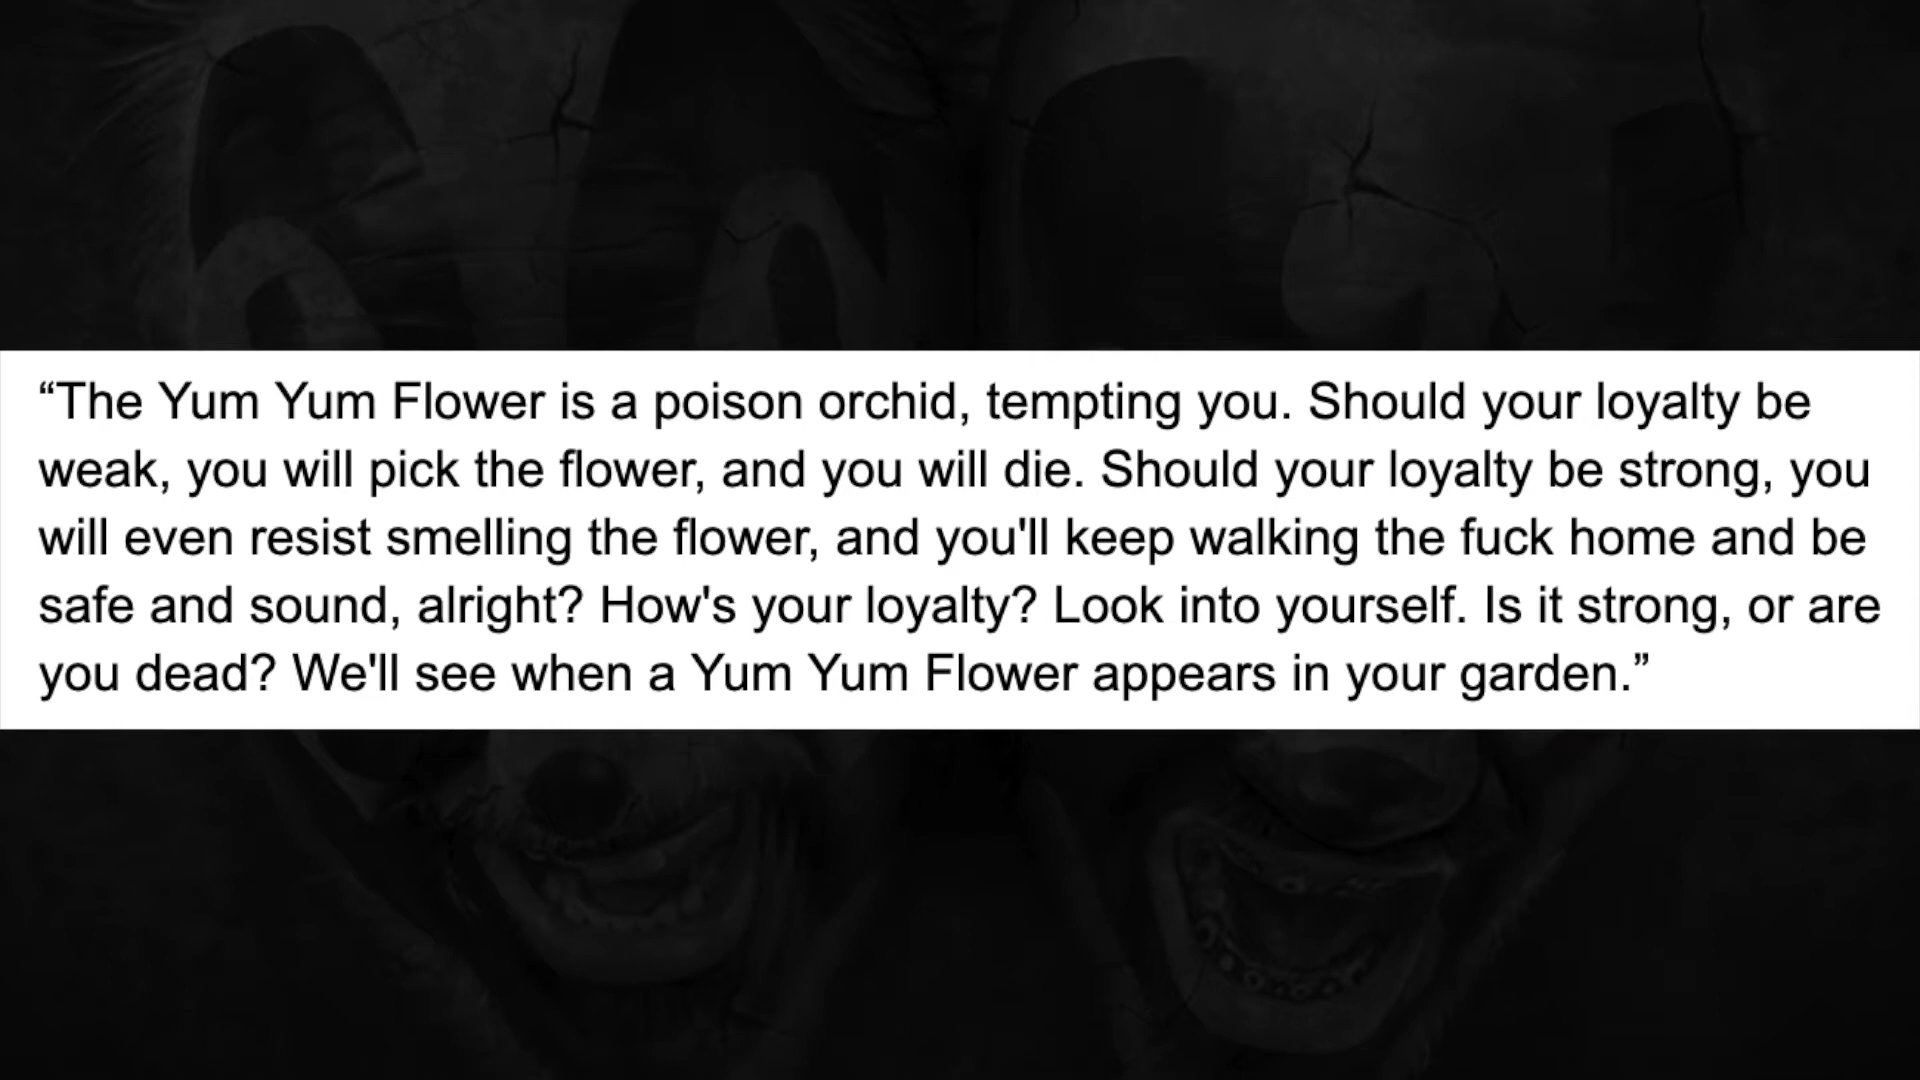 “The Yum Yum Flower is a poison orchid, tempting you. Should your loyalty be
weak, you will pick the flower, and you will die. Should your loyalty be strong, you
will even resist smelling the flower, and you'll keep walking the fuck home and be
safe and sound, alright? How's your loyalty? Look into yourself. Is it strong, or are
you dead? We'll see when a Yum Yum Flower appears in your garden.”